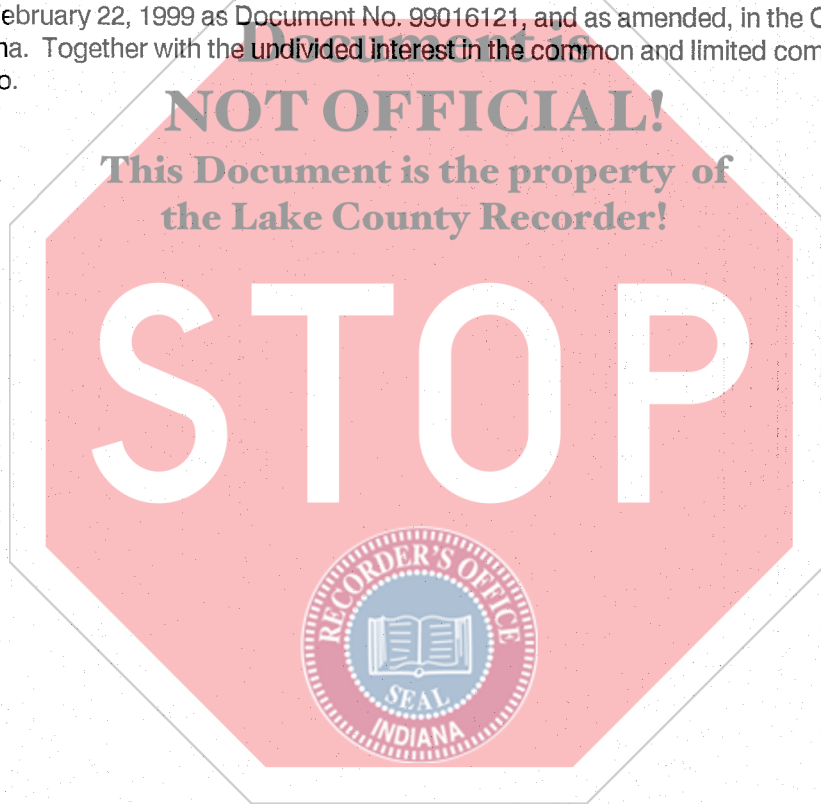 ebruary 22, 1999 as Document No. 99016121, and as amended, in the
na. Together with the undivided interest in the common and limited com
o.
Document is
NOT OFFICIAL!
This Document is the property of
the Lake County Recorder!
STOP
RECORDER'S OFFICE
SEAL
INDIANA